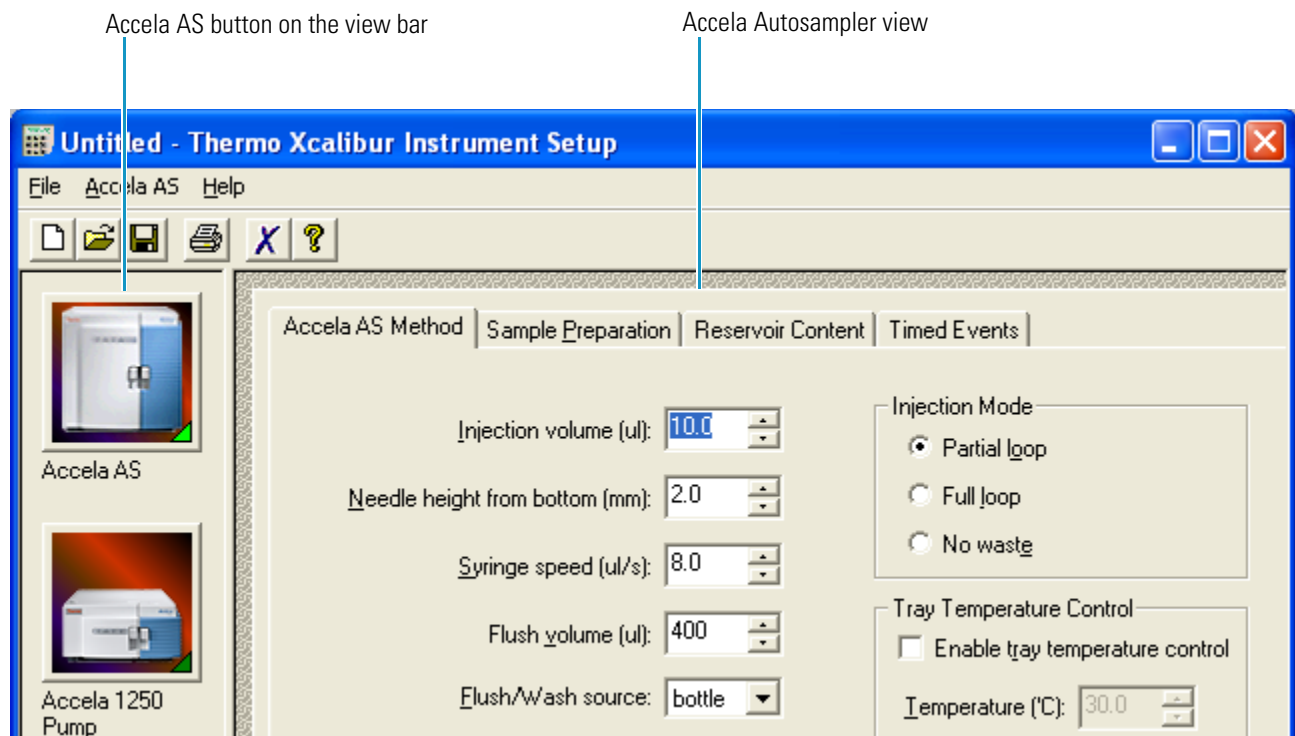 Accela AS button on the view bar
Accela Autosampler view
Untitled - Thermo Xcalibur Instrument Setup
File Accela AS Help
Accela AS Method Sample Preparation Reservoir Content Timed Events
Accela AS
Accela 1250
Pump
Injection volume (ul): 10.0
Needle height from bottom (mm): 2.0
Syringe speed (ul/s): 8.0
Flush volume (ul): 400
Flush/Wash source: bottle
Injection Mode
Partial loop
Full loop
No waste
Tray Temperature Control
Enable tray temperature control
Temperature ('C): 30.0